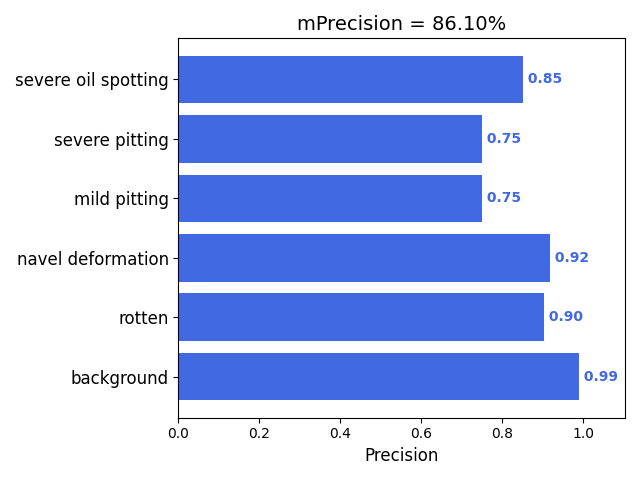 mPrecision = 86.10%
severe oil spotting 0.85
severe pitting 0.75
mild pitting 0.75
navel deformation 0.92
rotten 0.90
background 0.99
0.0 0.2 0.4 0.6 0.8 1.0
Precision